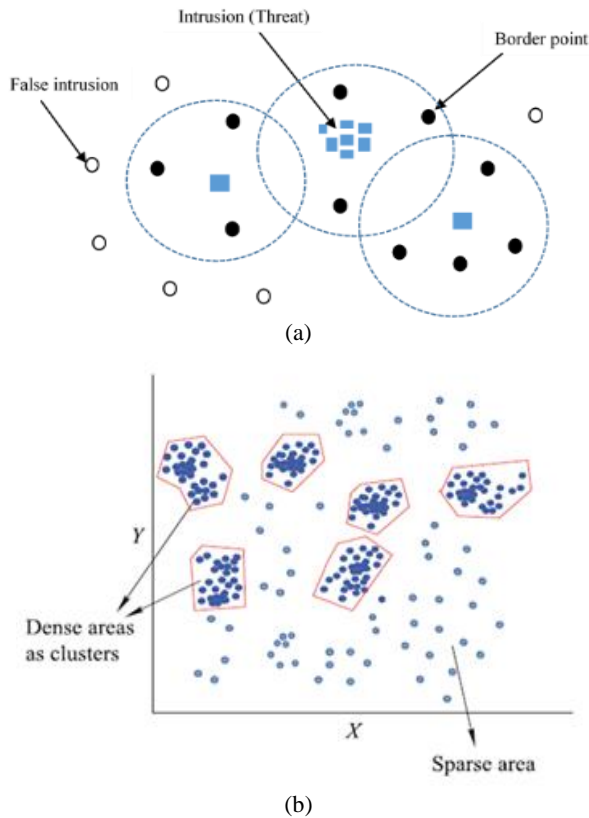 Intrusion (Threat)
Border point
False intrusion
(a)
Y
Dense areas
as clusters
X
Sparse area
(b)